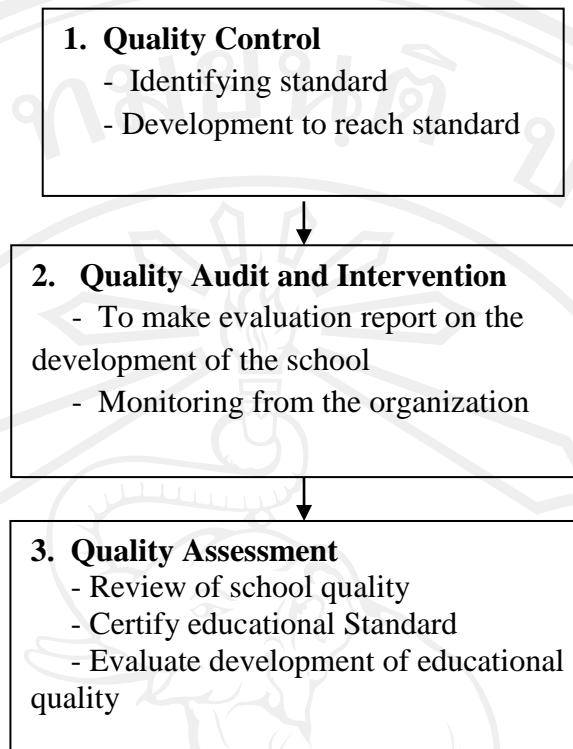 1. Quality Control
- Identifying standard
- Development to reach standard
2. Quality Audit and Intervention
- To make evaluation report on the
development of the school
- Monitoring from the organization
3. Quality Assessment
- Review of school quality
- Certify educational Standard
- Evaluate development of educational
quality